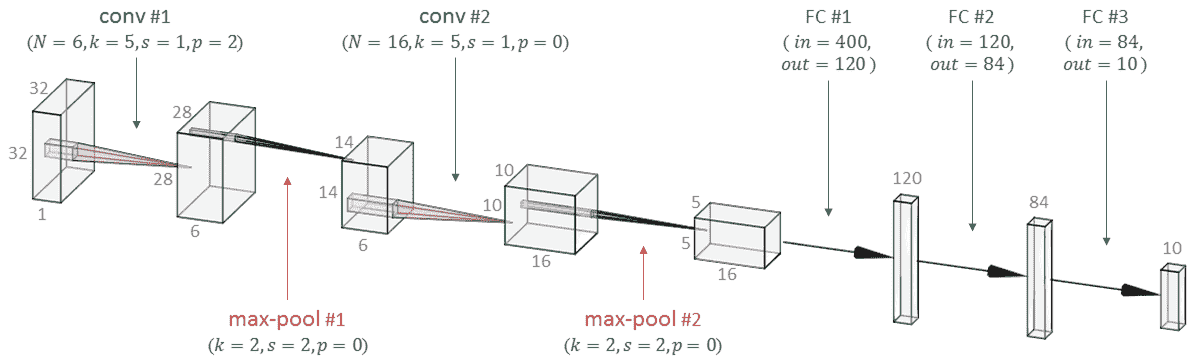 conv #1
(N = 6, k = 5, s = 1, p = 2)
conv #2
(N = 16, k = 5, s = 1, p = 0)
FC #1
( in = 400,
out = 120 )
FC #2
( in = 120,
out = 84 )
FC #3
( in = 84,
out = 10 )
32
32
1
28
28
6
14
14
6
10
10
16
5
5
16
120
84
10
max-pool #1
(k = 2, s = 2, p = 0)
max-pool #2
(k = 2, s = 2, p = 0)